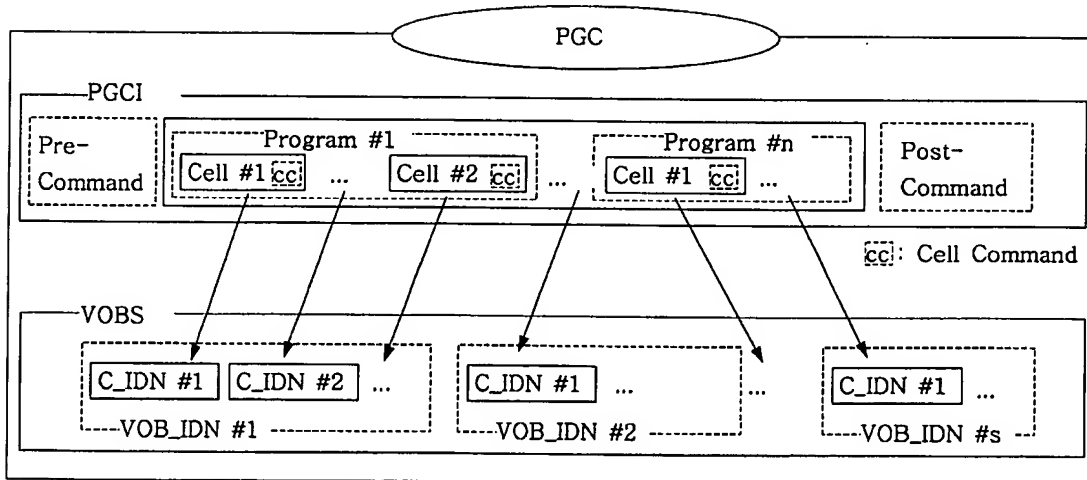 PGC
PGCI
Pre-
Command
Program #1
Cell #1 cc ... Cell #2 cc
...
Program #n
Cell #1 cc ...
Post-
Command
cc: Cell Command
VOBS
C_IDN #1 C_IDN #2 ...
VOB_IDN #1
C_IDN #1 ...
VOB_IDN #2
...
C_IDN #1 ...
VOB_IDN #s